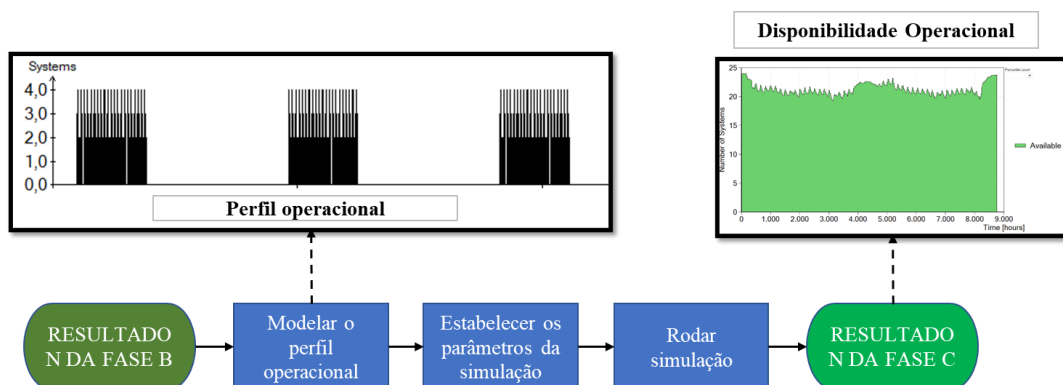 Disponibilidade Operacional
Systems
4,0
3,0
2,0
1,0
0,0
Perfil operacional
25
20
15
10
5
0
Number of Systems
0 1.000 2.000 3.000 4.000 5.000 6.000 7.000 8.000 9.000
Time [hours]
Percentile Level
Available
RESULTADO
N DA FASE B
Modelar o
perfil
operacional
Estabelecer os
parâmetros da
simulação
Rodar
simulação
RESULTADO
N DA FASE C